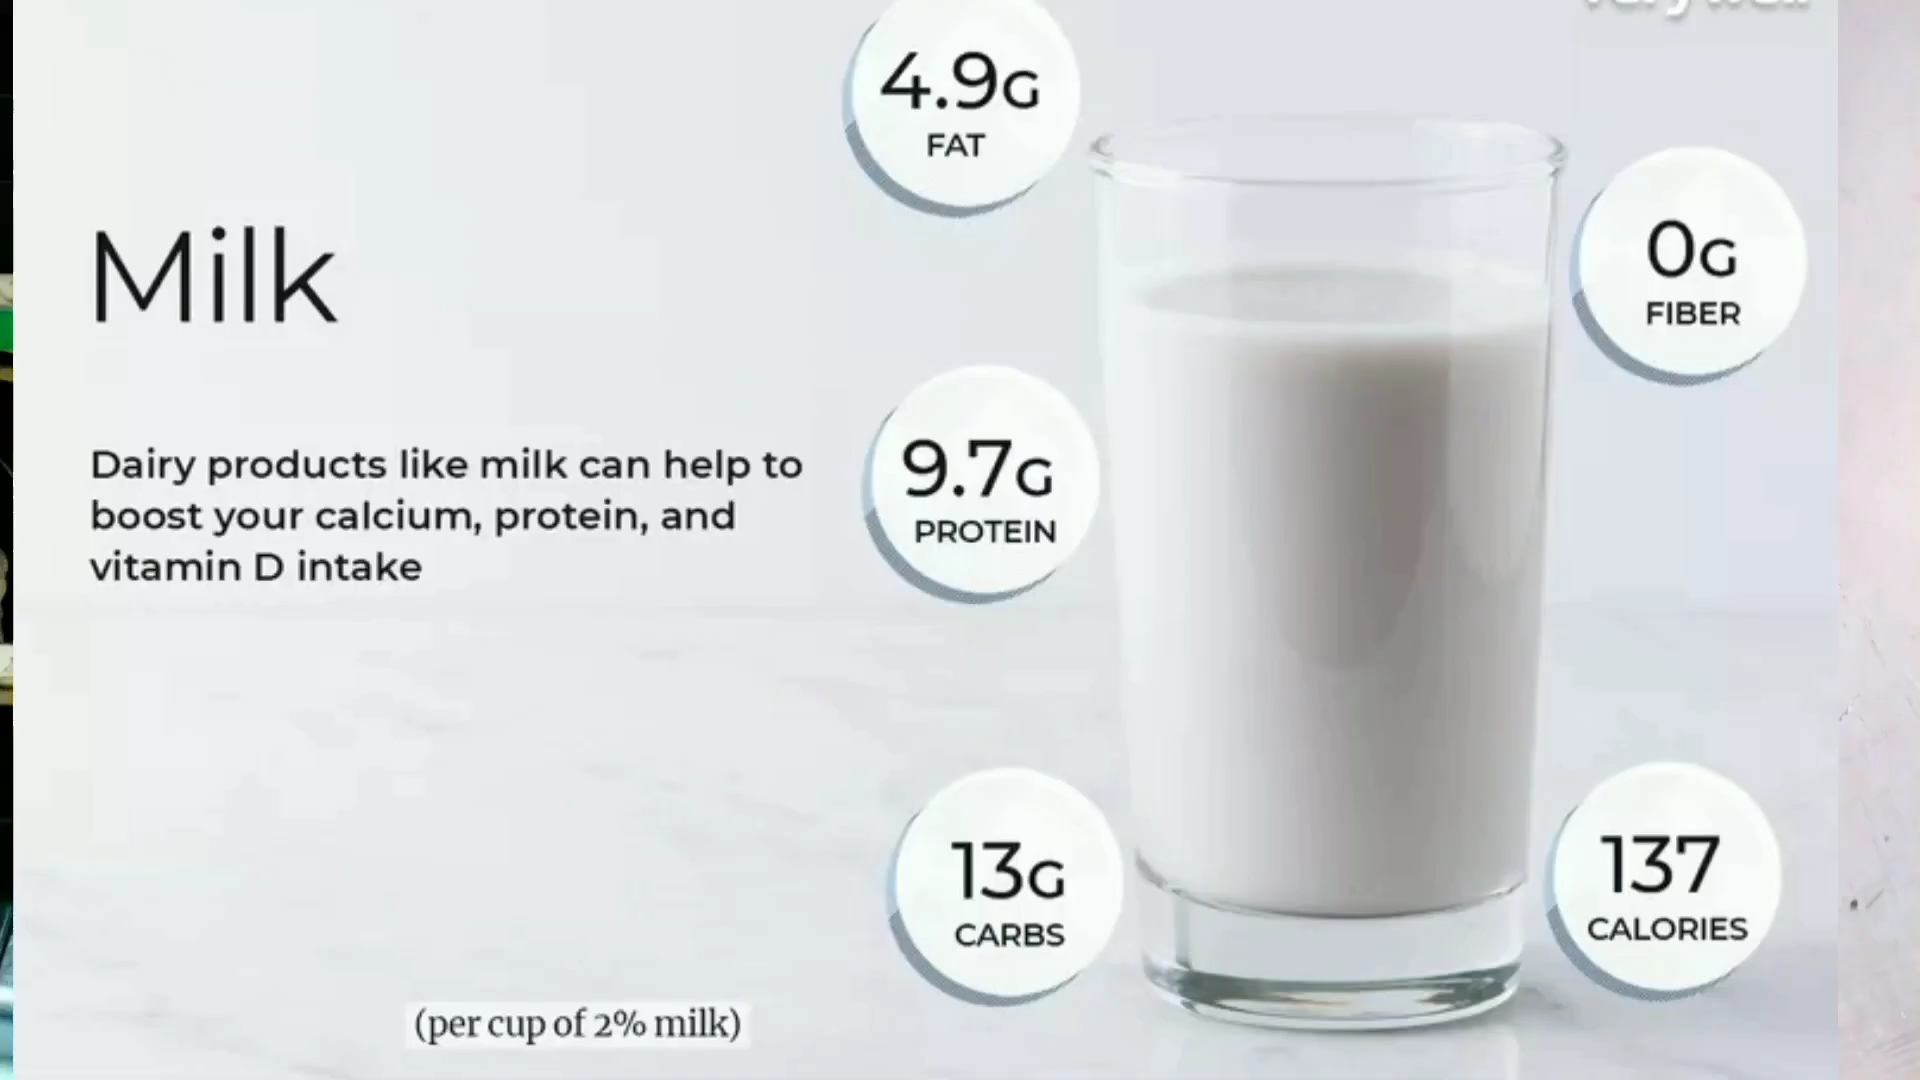 4.9G
FAT
0G
FIBER
Milk
9.7G
PROTEIN
Dairy products like milk can help to
boost your calcium, protein, and
vitamin D intake
13G
CARBS
137
CALORIES
(per cup of 2% milk)